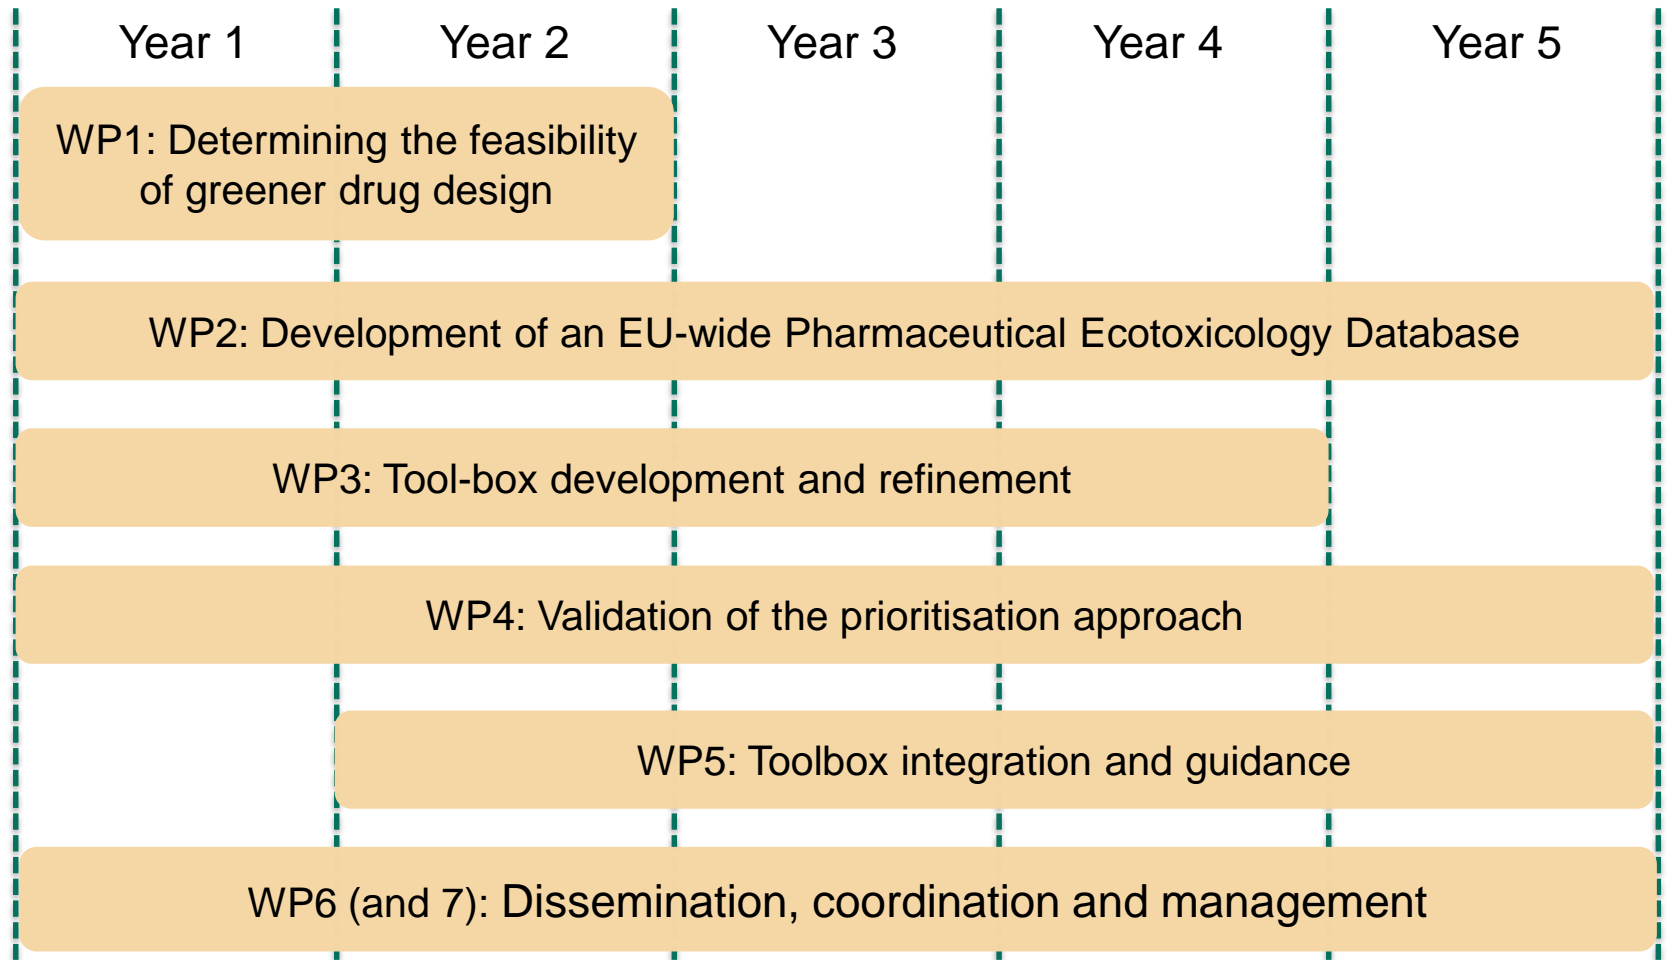 Year 1 Year 2 Year 3 Year 4 Year 5
WP1: Determining the feasibility
of greener drug design
WP2: Development of an EU-wide Pharmaceutical Ecotoxicology Database
WP3: Tool-box development and refinement
WP4: Validation of the prioritisation approach
WP5: Toolbox integration and guidance
WP6 (and 7): Dissemination, coordination and management